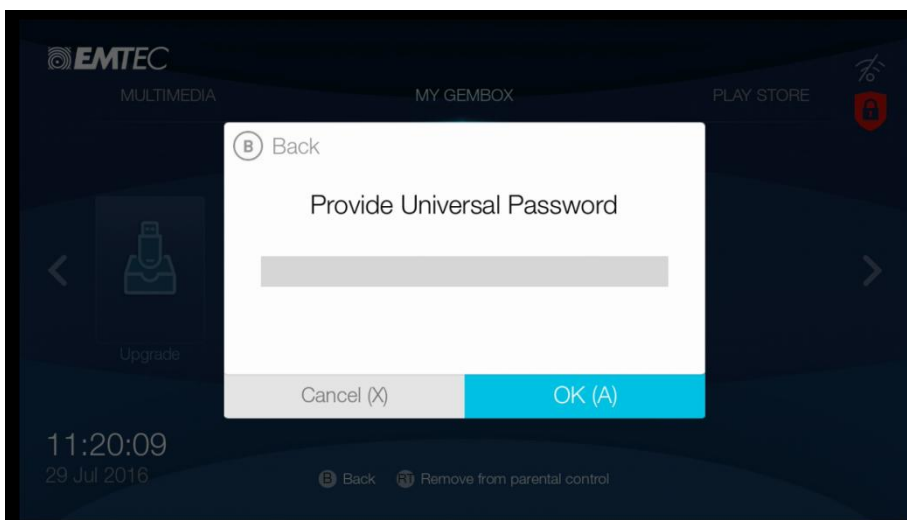 EMTEC
MULTIMEDIA MY GEMBOX PLAY STORE
B Back
Provide Universal Password
Upgrade
Cancel (X) OK (A)
11:20:09
29 Jul 2016
B Back RT Remove from parental control